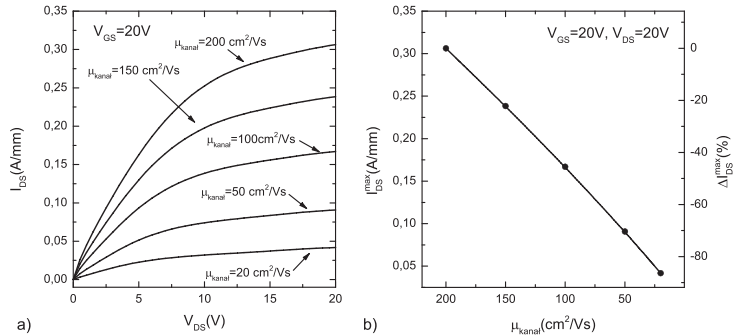 V_GS=20V
μ_kanał=200 cm²/Vs
μ_kanał=150 cm²/Vs
μ_kanał=100cm²/Vs
μ_kanał=50 cm²/Vs
μ_kanał=20 cm²/Vs
0,35
0,30
0,25
0,20
0,15
0,10
0,05
0,00
I_DS(A/mm)
0
5
10
15
20
V_DS(V)
a)
V_GS=20V, V_DS=20V
0,35
0,30
0,25
0,20
0,15
0,10
0,05
I_DS^max(A/mm)
0
-20
-40
-60
-80
ΔI_DS^max(%)
200
150
100
50
μ_kanał(cm²/Vs)
b)